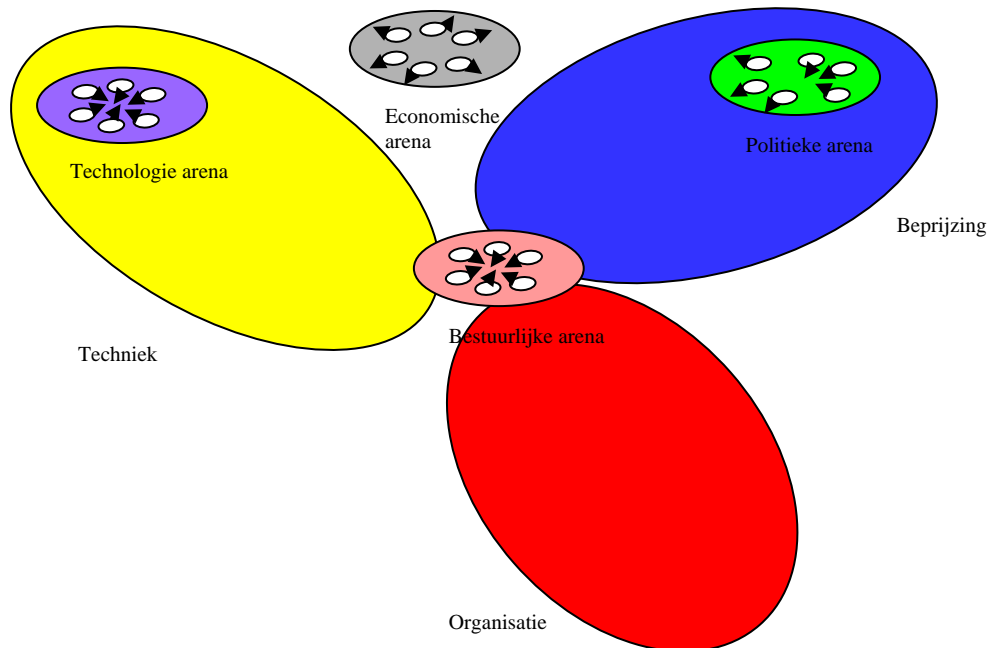 Economische
arena
Politieke arena
Technologie arena
Beprijzing
Bestuurlijke arena
Techniek
Organisatie